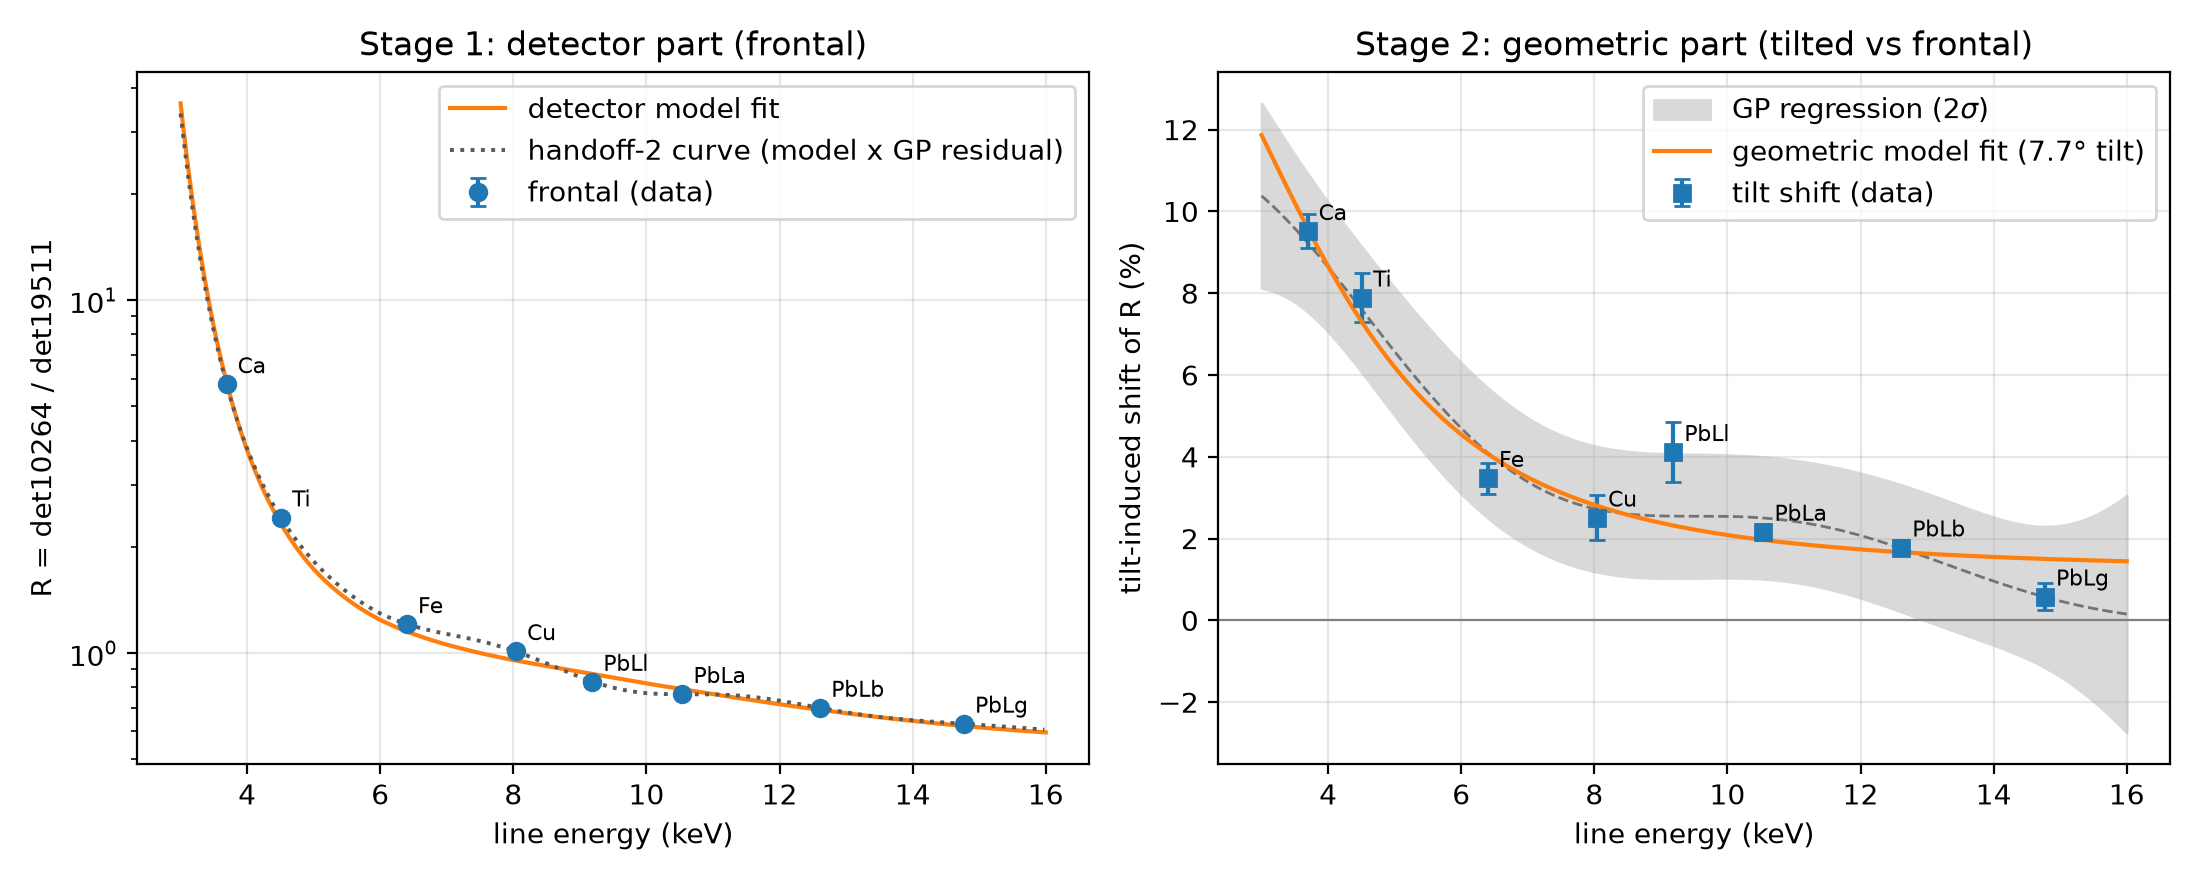 Stage 1: detector part (frontal)
R = det10264 / det19511
10¹
10⁰
detector model fit
handoff-2 curve (model x GP residual)
frontal (data)
Ca
Ti
Fe
Cu
PbLl
PbLa
PbLb
PbLg
4 6 8 10 12 14 16
line energy (keV)
Stage 2: geometric part (tilted vs frontal)
tilt-induced shift of R (%)
12
10
8
6
4
2
0
−2
GP regression (2σ)
geometric model fit (7.7° tilt)
tilt shift (data)
Ca
Ti
Fe
Cu
PbLl
PbLa
PbLb
PbLg
4 6 8 10 12 14 16
line energy (keV)